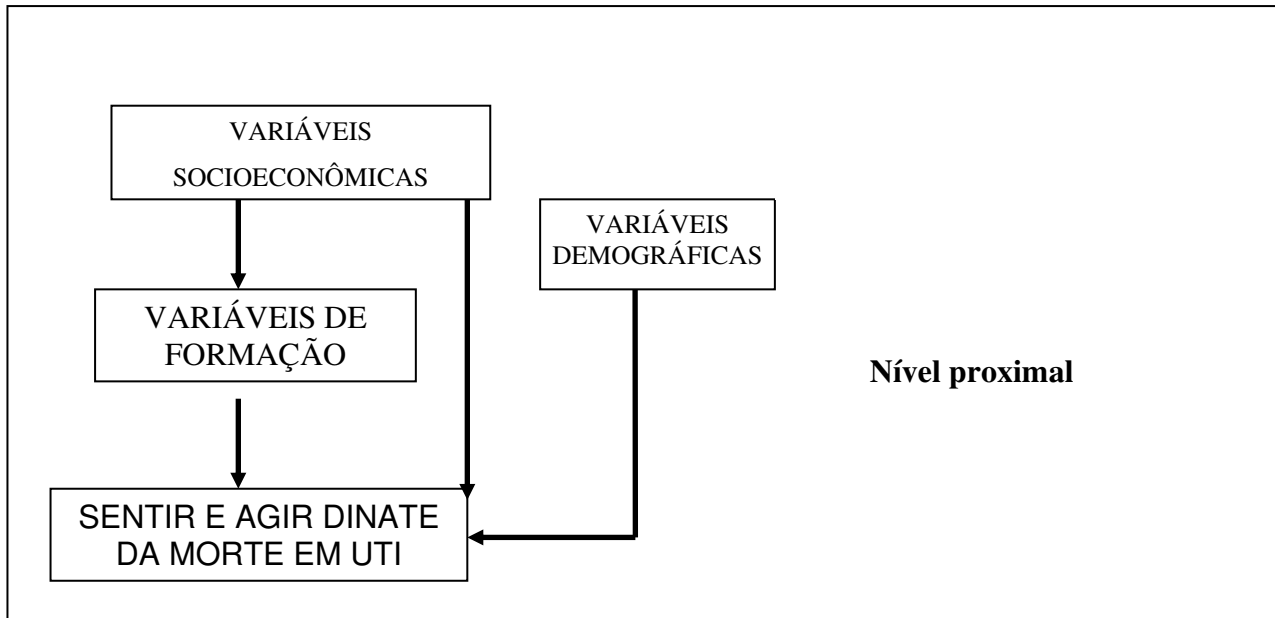 VARIÁVEIS
SOCIOECONÔMICAS
VARIÁVEIS
DEMOGRÁFICAS
VARIÁVEIS DE
FORMAÇÃO
Nível proximal
SENTIR E AGIR DINATE
DA MORTE EM UTI